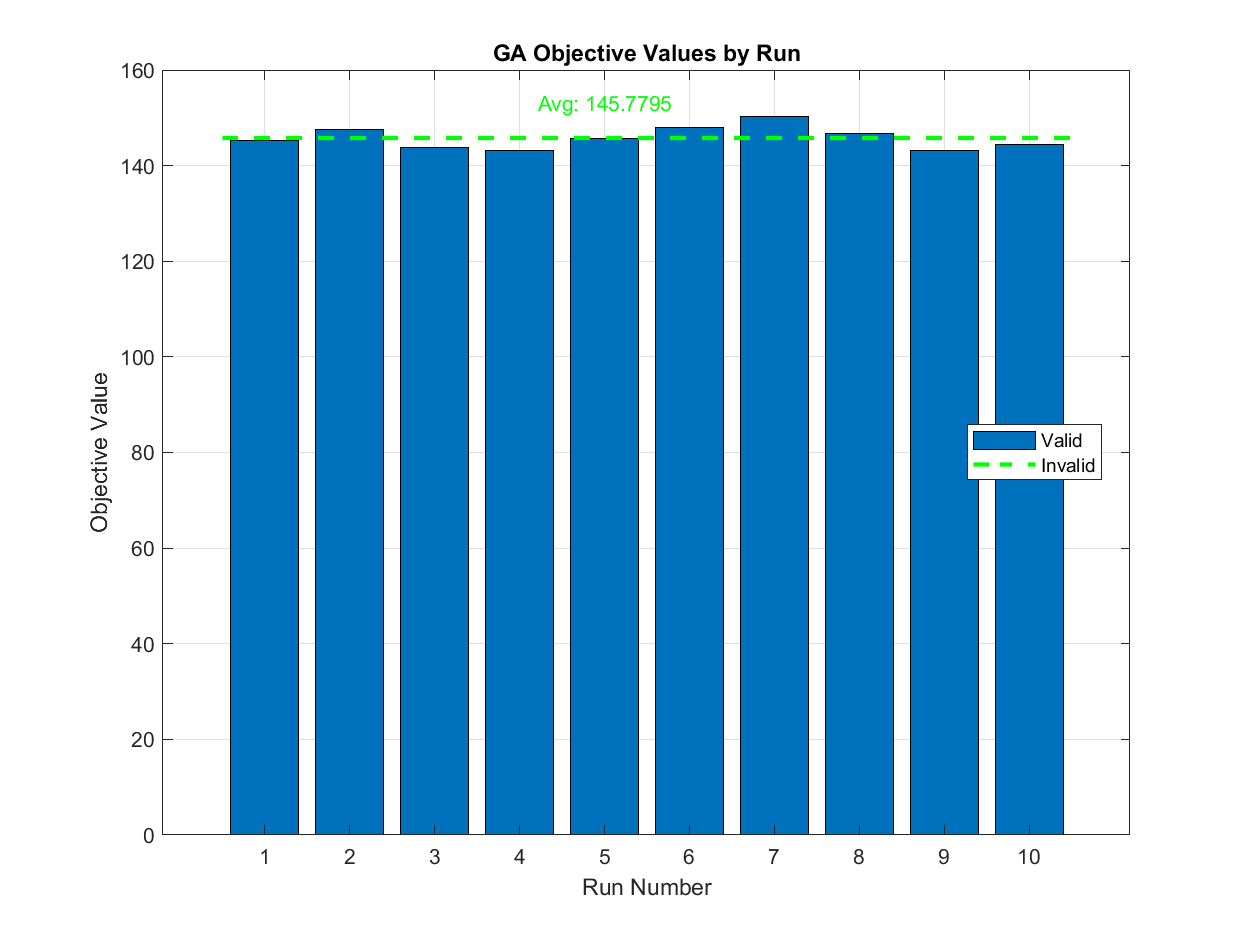 GA Objective Values by Run
Avg: 145.7795
160
140
120
100
80
60
40
20
0
Objective Value
Valid
Invalid
1 2 3 4 5 6 7 8 9 10
Run Number